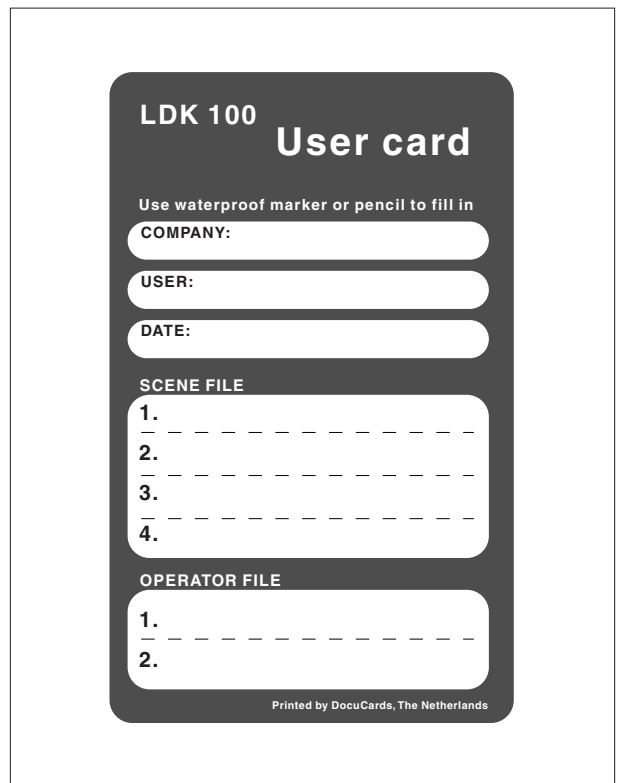 LDK 100
User card
Use waterproof marker or pencil to fill in
COMPANY:
USER:
DATE:
SCENE FILE
1.
2.
3.
4.
OPERATOR FILE
1.
2.
Printed by DocuCards, The Netherlands